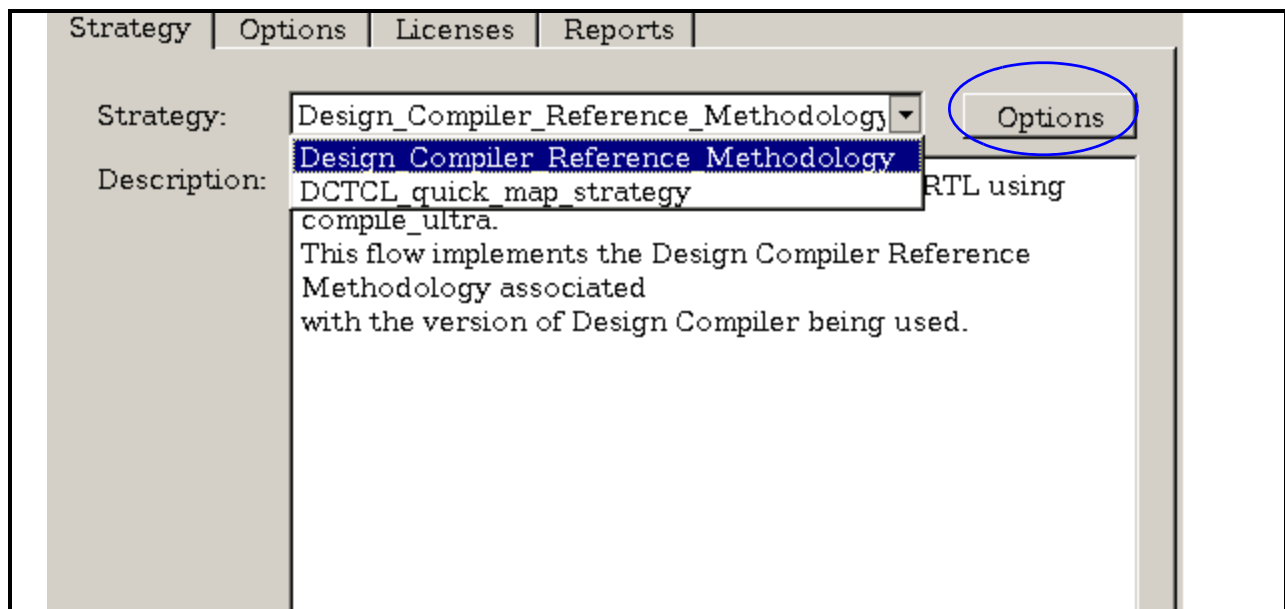 Strategy Options Licenses Reports
Strategy: Design_Compiler_Reference_Methodology Options
Design_Compiler_Reference_Methodology
Description: DCTCL_quick_map_strategy RTL using
compile_ultra.
This flow implements the Design Compiler Reference
Methodology associated
with the version of Design Compiler being used.